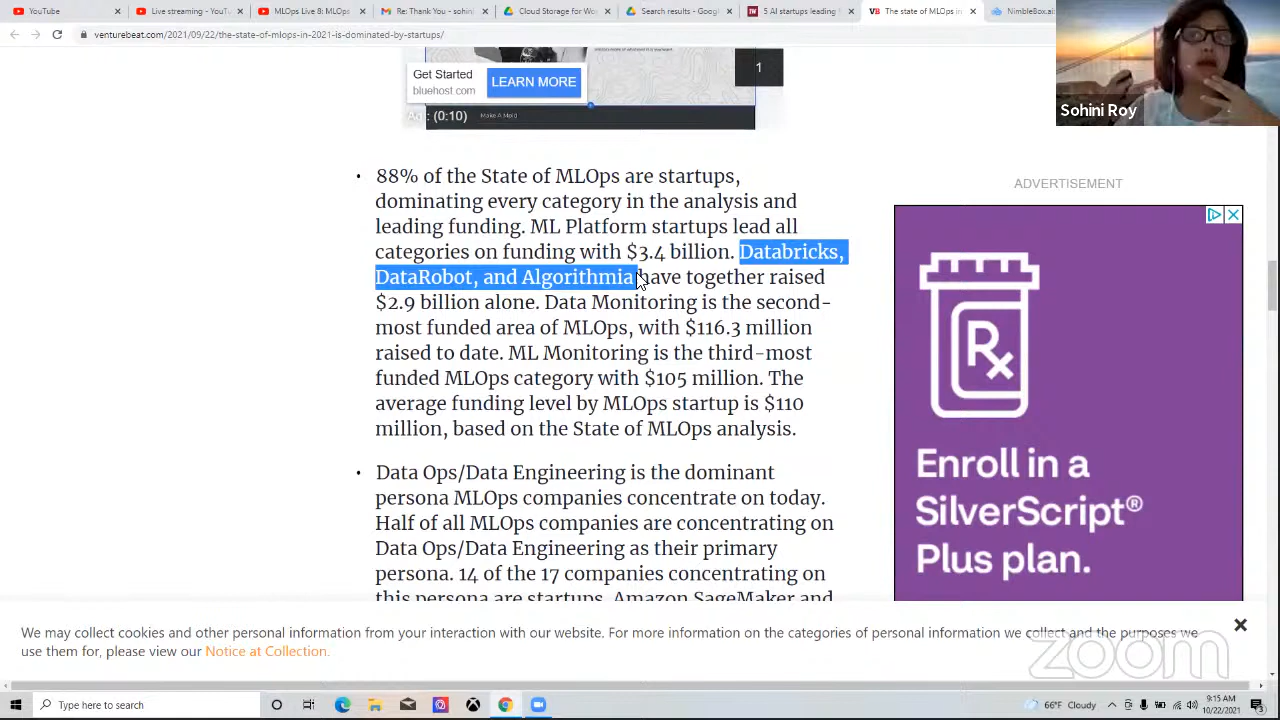 YouTube
Live streaming - YouTube
MLOps Live 8: ML
Re: Thank you - sohini
Cloud Storage for Wo
Search results - Goog
5 AI startups leading
The state of MLOps in
NimbleBox.a
venturebeat.com/2021/09/22/the-state-of-mlops-in-2021-is-dominated-by-startups/
Get Started
bluehost.com
LEARN MORE
1
(0:10)
Sohini Roy
• 88% of the State of MLOps are startups,
dominating every category in the analysis and
leading funding. ML Platform startups lead all
categories on funding with $3.4 billion. Databricks,
DataRobot, and Algorithmia have together raised
$2.9 billion alone. Data Monitoring is the second-
most funded area of MLOps, with $116.3 million
raised to date. ML Monitoring is the third-most
funded MLOps category with $105 million. The
average funding level by MLOps startup is $110
million, based on the State of MLOps analysis.
• Data Ops/Data Engineering is the dominant
persona MLOps companies concentrate on today.
Half of all MLOps companies are concentrating on
Data Ops/Data Engineering as their primary
persona. 14 of the 17 companies concentrating on
this persona are startups. Amazon SageMaker and
ADVERTISEMENT
Rx
Enroll in a
SilverScript®
Plus plan.
We may collect cookies and other personal information from your interaction with our website. For more information on the categories of personal information we collect and the purposes we
use them for, please view our Notice at Collection.
zoom
Type here to search
66°F Cloudy
9:15 AM
10/22/2021